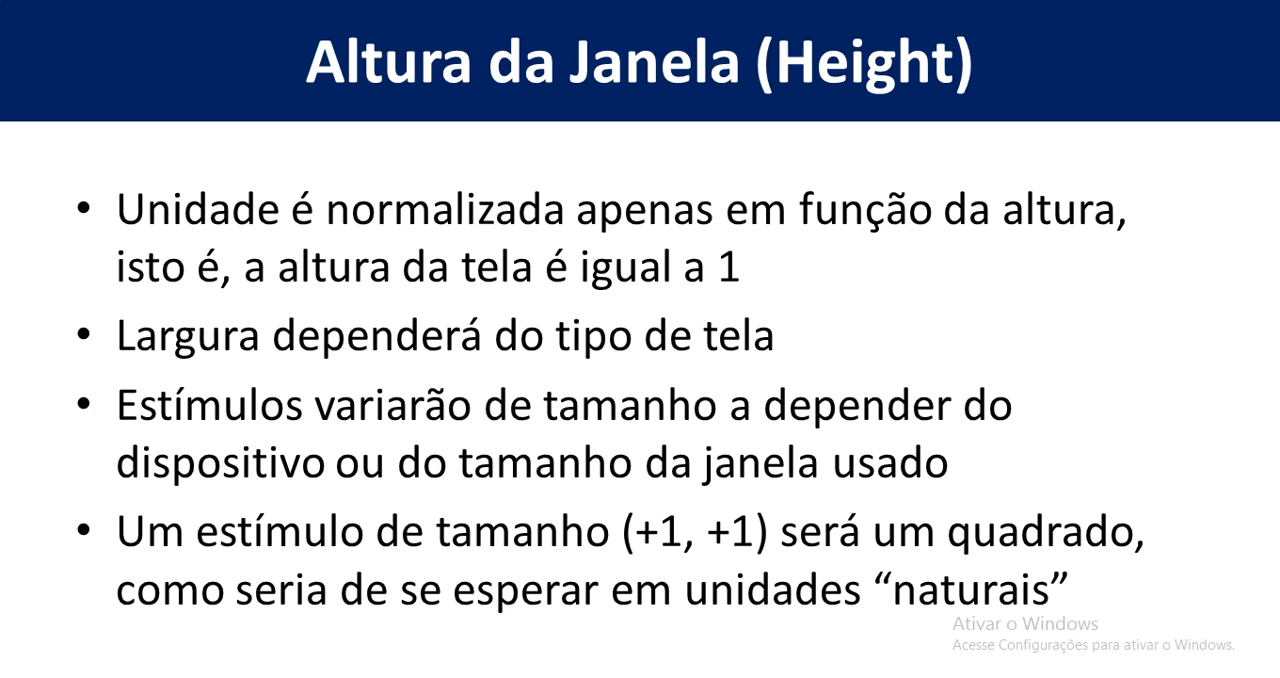 Altura da Janela (Height)
• Unidade é normalizada apenas em função da altura,
isto é, a altura da tela é igual a 1
• Largura dependerá do tipo de tela
• Estímulos variarão de tamanho a depender do
dispositivo ou do tamanho da janela usado
• Um estímulo de tamanho (+1, +1) será um quadrado,
como seria de se esperar em unidades “naturais”
Ativar o Windows
Acesse Configurações para ativar o Windows.